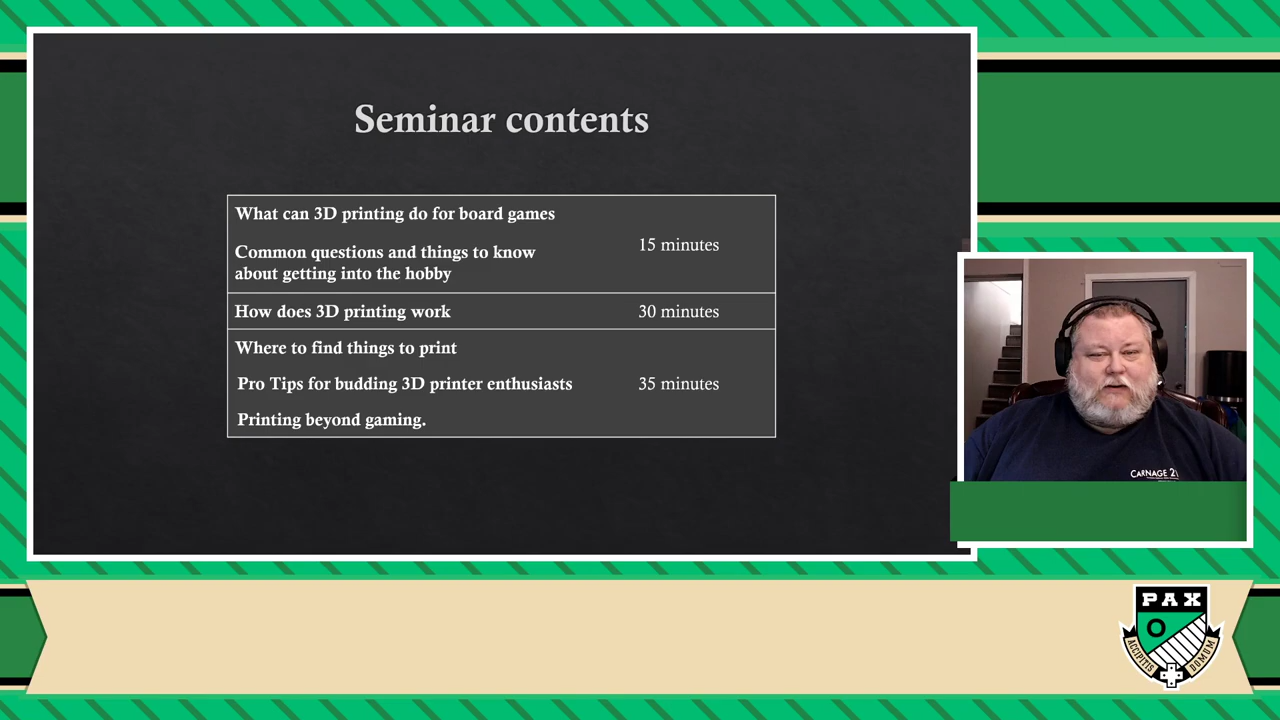 Seminar contents
What can 3D printing do for board games
Common questions and things to know
about getting into the hobby
15 minutes
How does 3D printing work
30 minutes
Where to find things to print
Pro Tips for budding 3D printer enthusiasts
35 minutes
Printing beyond gaming.
CARNAGE 2
PAX
ACCIPITIS
DOMUM